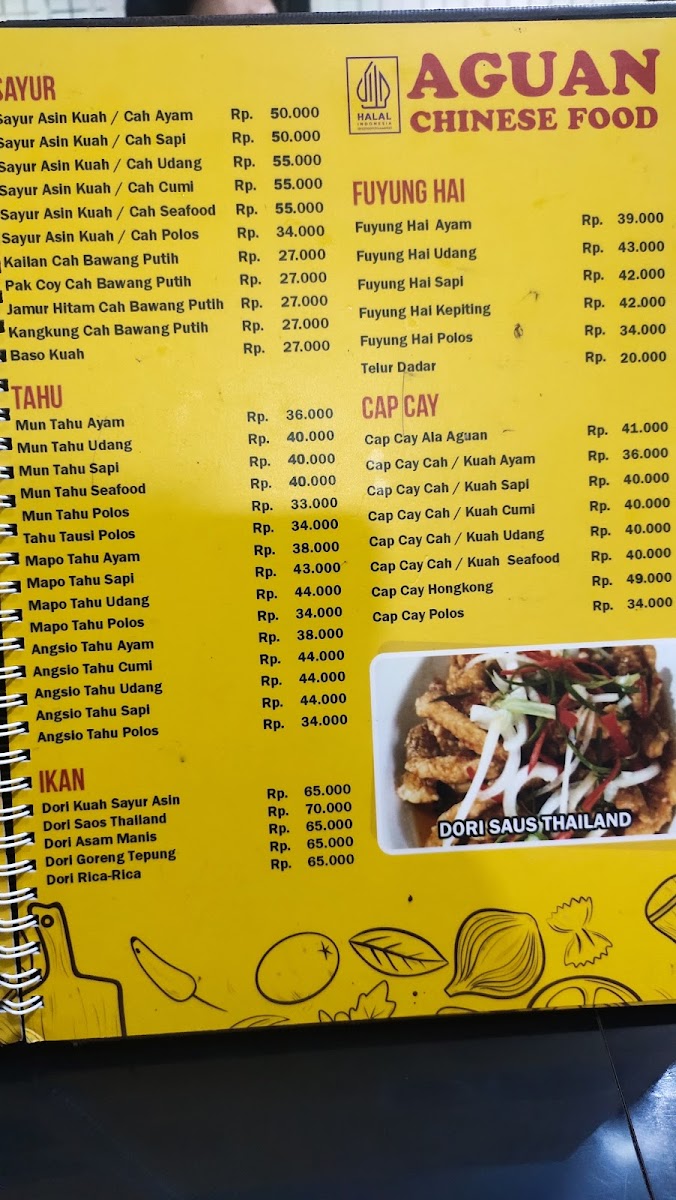 SAYUR
Sayur Asin Kuah / Cah Ayam Rp. 50.000
Sayur Asin Kuah / Cah Sapi Rp. 50.000
Sayur Asin Kuah / Cah Udang Rp. 55.000
Sayur Asin Kuah / Cah Cumi Rp. 55.000
Sayur Asin Kuah / Cah Seafood Rp. 55.000
Sayur Asin Kuah / Cah Polos Rp. 34.000
Kailan Cah Bawang Putih Rp. 27.000
Pak Coy Cah Bawang Putih Rp. 27.000
Jamur Hitam Cah Bawang Putih Rp. 27.000
Kangkung Cah Bawang Putih Rp. 27.000
Baso Kuah Rp. 27.000
TAHU
Mun Tahu Ayam Rp. 36.000
Mun Tahu Udang Rp. 40.000
Mun Tahu Sapi Rp. 40.000
Mun Tahu Seafood Rp. 40.000
Mun Tahu Polos Rp. 33.000
Tahu Tausi Polos Rp. 34.000
Mapo Tahu Ayam Rp. 38.000
Mapo Tahu Sapi Rp. 43.000
Mapo Tahu Udang Rp. 44.000
Mapo Tahu Polos Rp. 34.000
Angsio Tahu Ayam Rp. 38.000
Angsio Tahu Cumi Rp. 44.000
Angsio Tahu Udang Rp. 44.000
Angsio Tahu Sapi Rp. 44.000
Angsio Tahu Polos Rp. 34.000
IKAN
Dori Kuah Sayur Asin Rp. 65.000
Dori Saos Thailand Rp. 70.000
Dori Asam Manis Rp. 65.000
Dori Goreng Tepung Rp. 65.000
Dori Rica-Rica Rp. 65.000
HALAL
INDONESIA
AGUAN
CHINESE FOOD
FUYUNG HAI
Fuyung Hai Ayam Rp. 39.000
Fuyung Hai Udang Rp. 43.000
Fuyung Hai Sapi Rp. 42.000
Fuyung Hai Kepiting Rp. 42.000
Fuyung Hai Polos Rp. 34.000
Telur Dadar Rp. 20.000
CAP CAY
Cap Cay Ala Aguan Rp. 41.000
Cap Cay Cah / Kuah Ayam Rp. 36.000
Cap Cay Cah / Kuah Sapi Rp. 40.000
Cap Cay Cah / Kuah Cumi Rp. 40.000
Cap Cay Cah / Kuah Udang Rp. 40.000
Cap Cay Cah / Kuah Seafood Rp. 40.000
Cap Cay Hongkong Rp. 49.000
Cap Cay Polos Rp. 34.000
DORI SAUS THAILAND